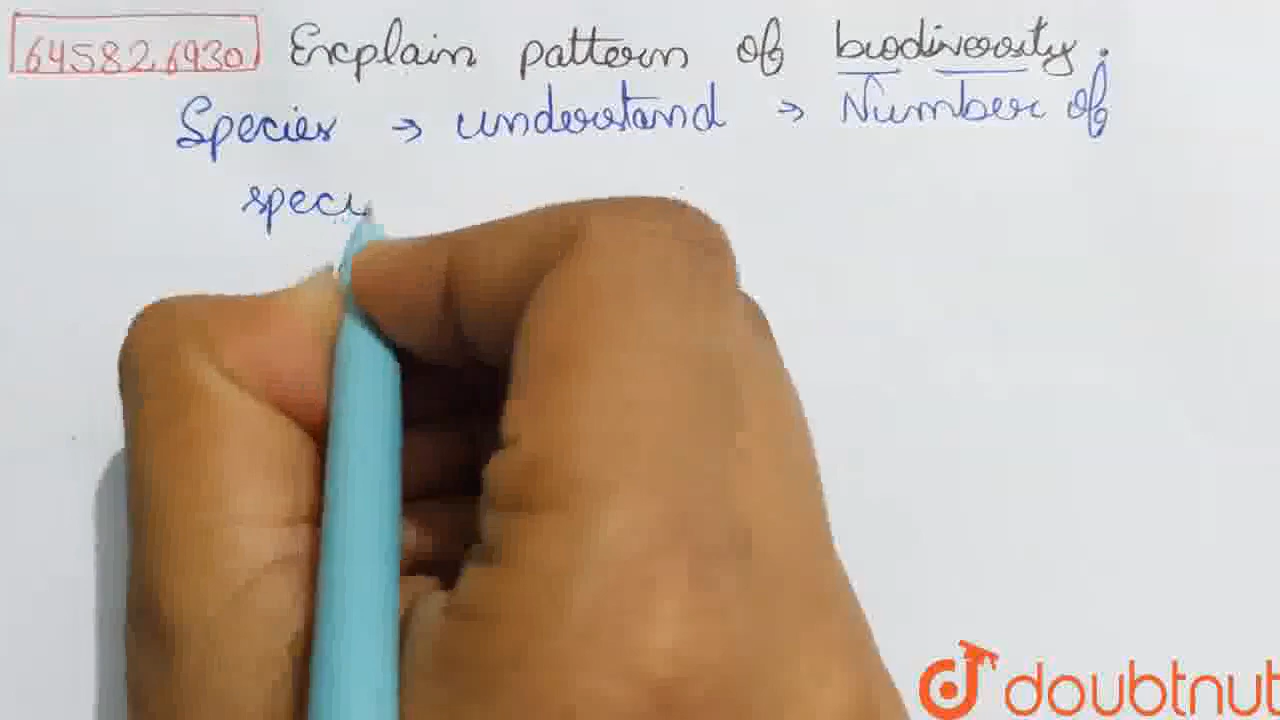 645826930 Explain pattern of biodiversity.
Species → understand → Number of
speci
doubtnut